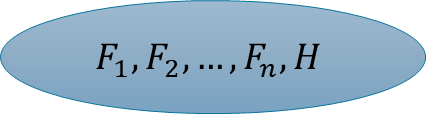 F₁, F₂, …, Fₙ, H